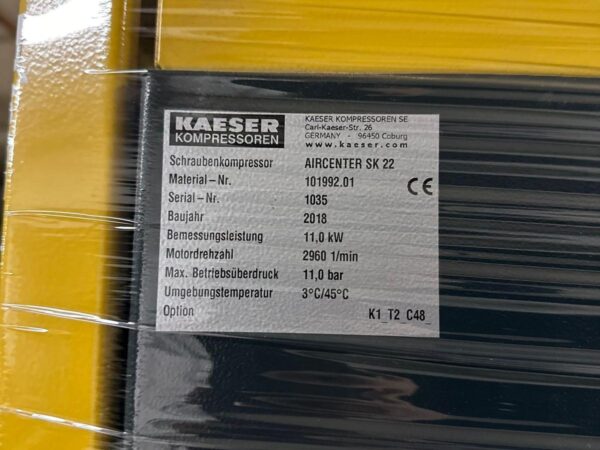 KAESER
KOMPRESSOREN
KAESER KOMPRESSOREN SE
Carl-Kaeser-Str. 26
GERMANY - 96450 Coburg
www.kaeser.com
Schraubenkompressor AIRCENTER SK 22
Material-Nr. 101992.01
CE
Serial-Nr. 1035
Baujahr 2018
Bemessungsleistung 11,0 kW
Motordrehzahl 2960 1/min
Max. Betriebsüberdruck 11,0 bar
Umgebungstemperatur 3°C/45°C
Option K1_T2_C48_